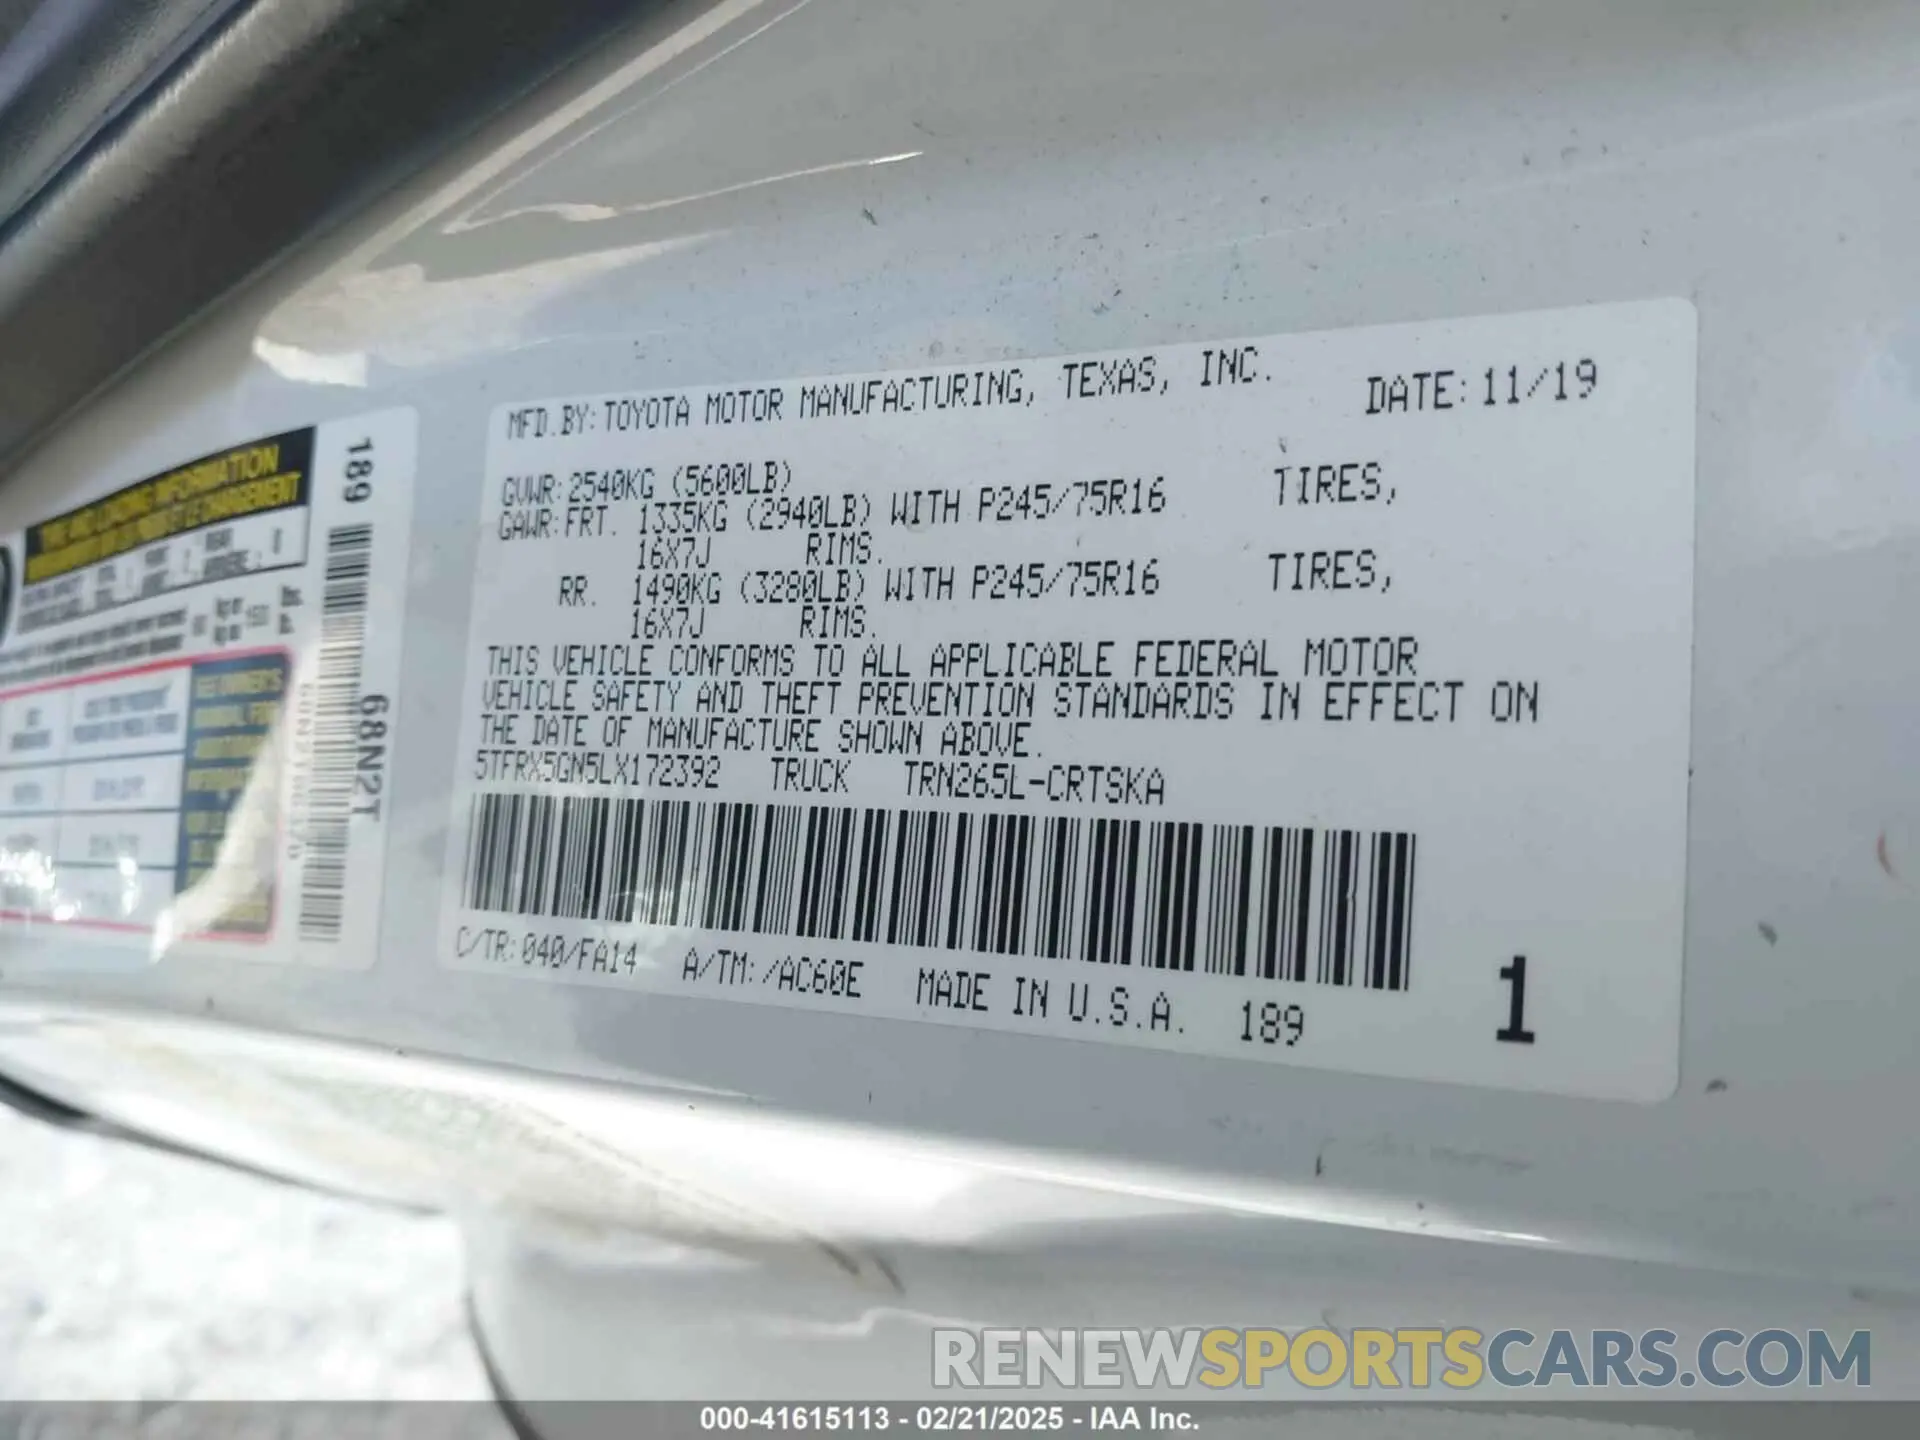 MFD.BY:TOYOTA MOTOR MANUFACTURING, TEXAS, INC. DATE:11/19
GVWR:2540KG (5600LB)
GAWR:FRT. 1335KG (2940LB) WITH P245/75R16 TIRES,
16X7J RIMS.
RR. 1490KG (3280LB) WITH P245/75R16 TIRES,
16X7J RIMS.
THIS VEHICLE CONFORMS TO ALL APPLICABLE FEDERAL MOTOR
VEHICLE SAFETY AND THEFT PREVENTION STANDARDS IN EFFECT ON
THE DATE OF MANUFACTURE SHOWN ABOVE.
5TFRX5GN5LX172392 TRUCK TRN265L-CRTSKA
C/TR:040/FA14 A/TM:/AC60E MADE IN U.S.A. 189
1
TIRE AND LOADING INFORMATION
189
68N2T
RENEWSPORTSCARS.COM
000-41615113 - 02/21/2025 - IAA Inc.